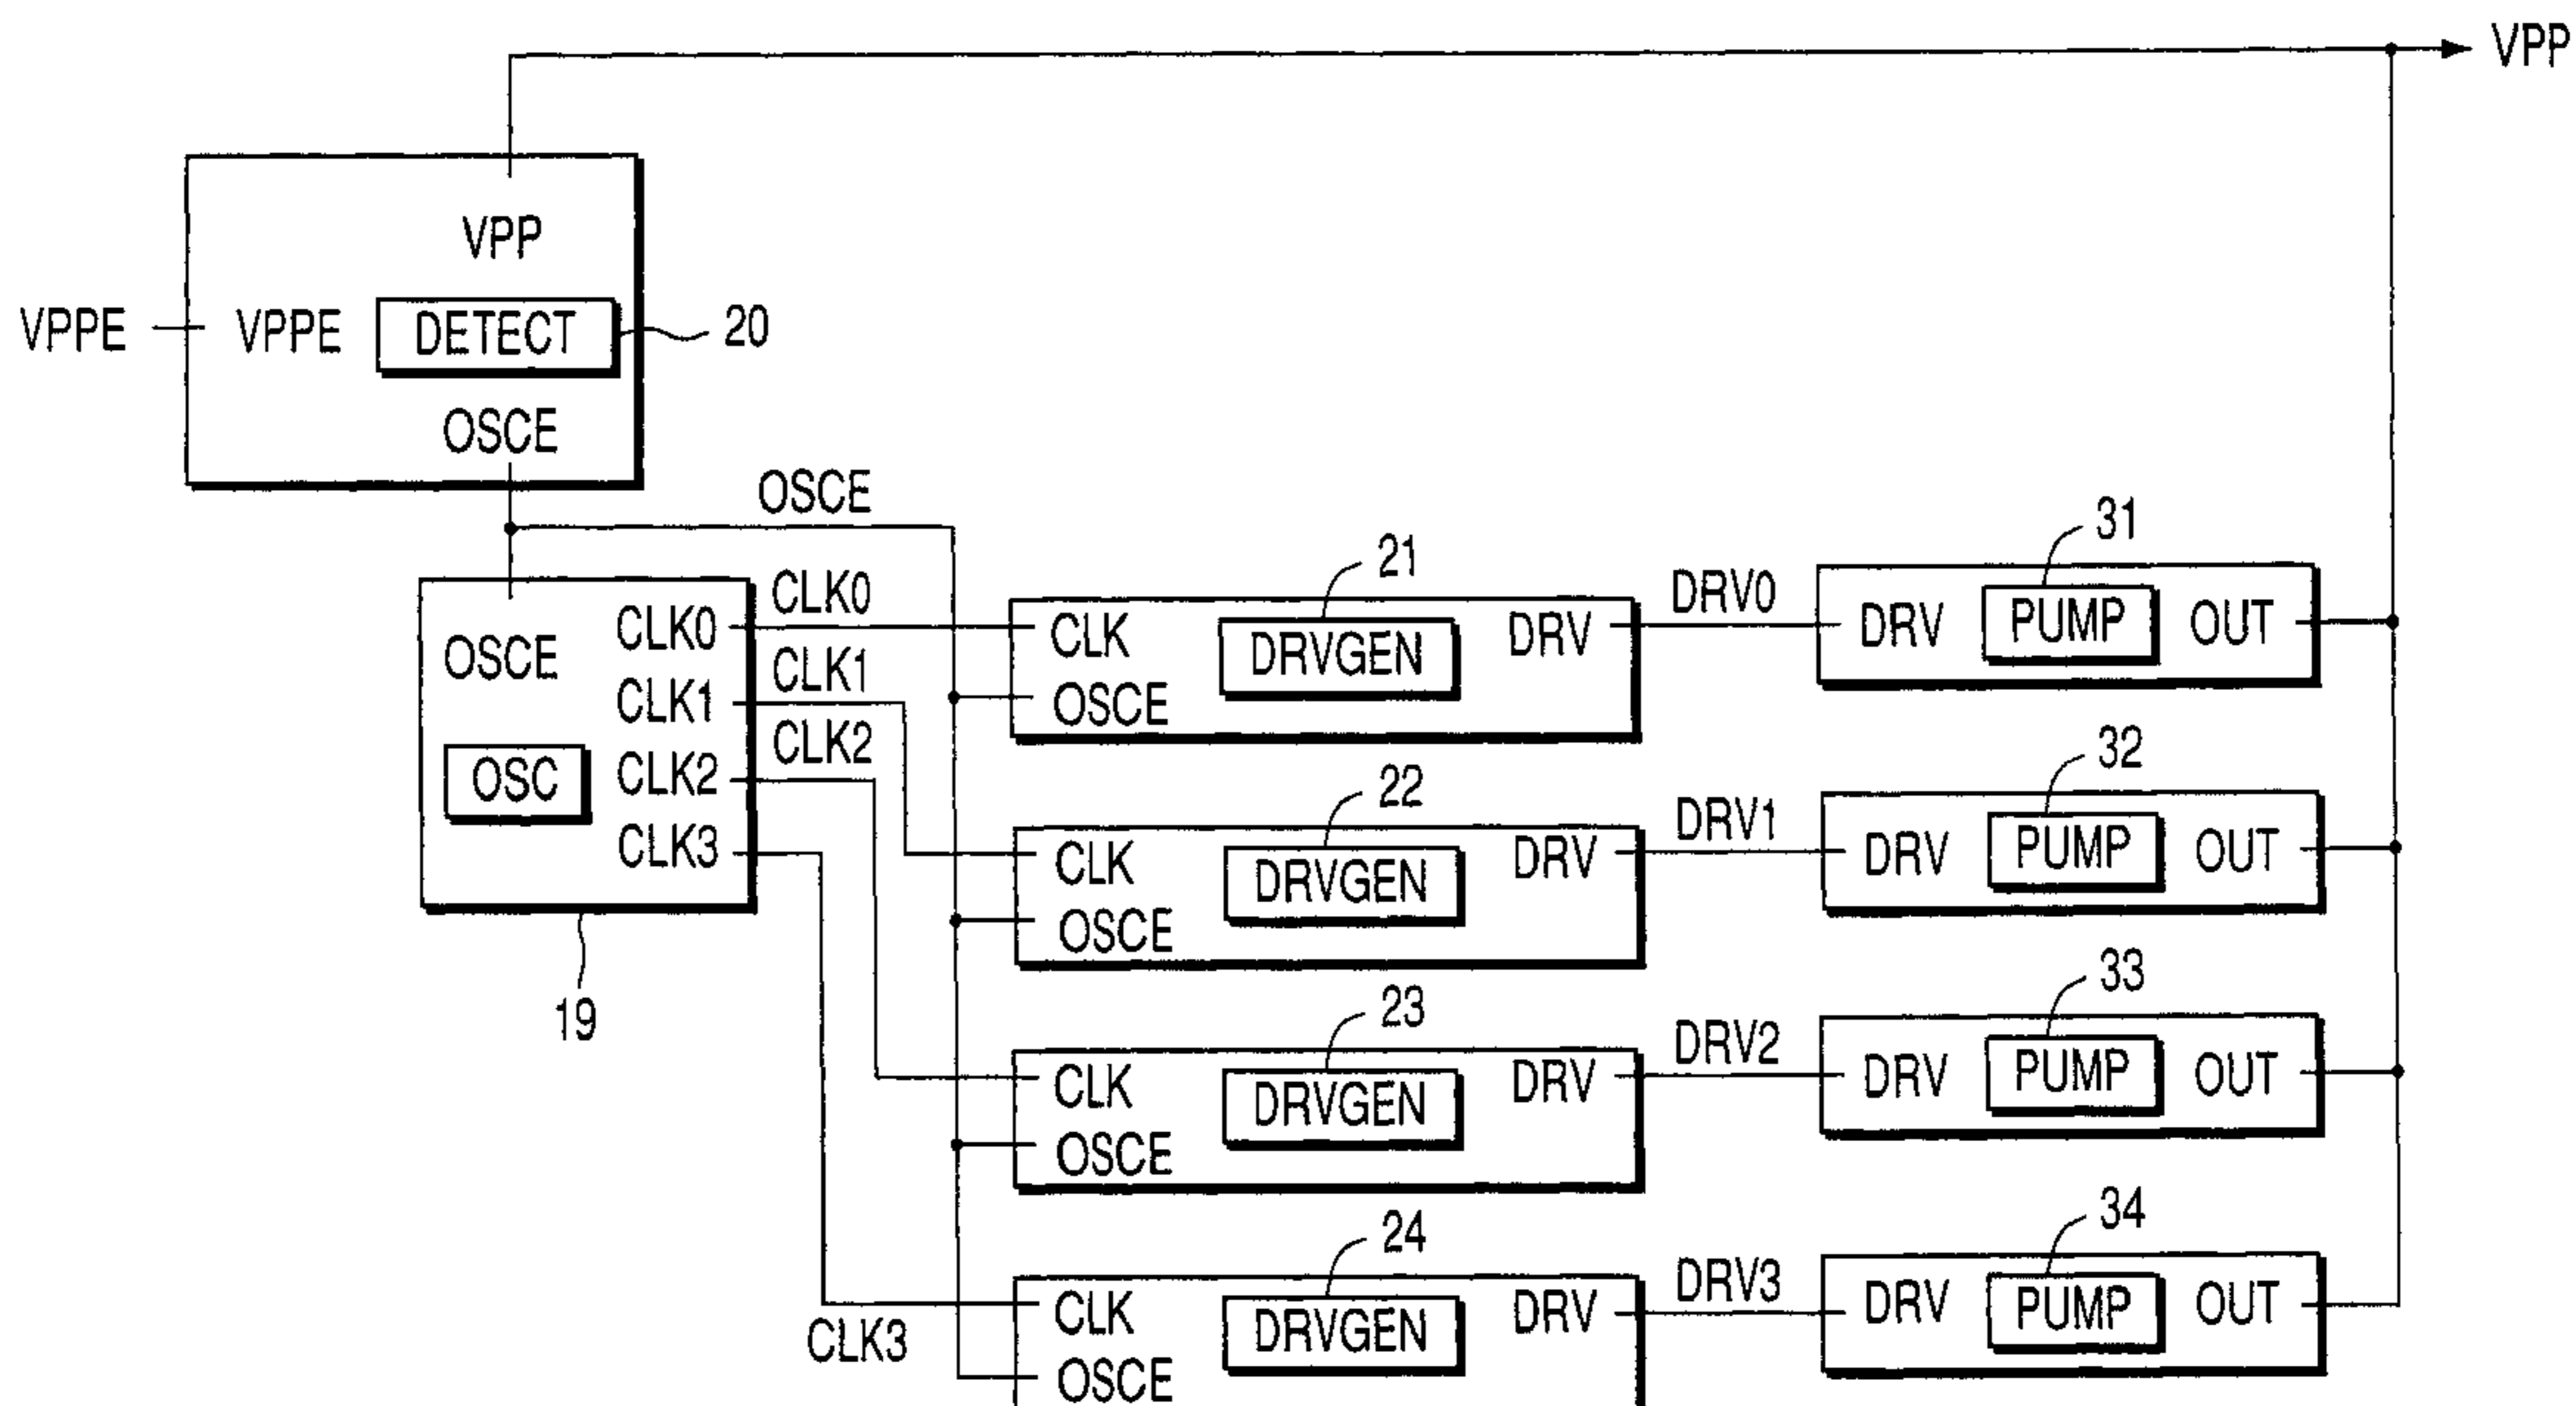 VPP
VPP
VPPE
VPPE
DETECT
20
OSCE
OSCE
OSCE
OSC
CLK0
CLK1
CLK2
CLK3
19
CLK0
CLK1
CLK2
CLK3
21
CLK
DRVGEN
DRV
OSCE
DRV0
31
DRV
PUMP
OUT
22
CLK
DRVGEN
DRV
OSCE
DRV1
32
DRV
PUMP
OUT
23
CLK
DRVGEN
DRV
OSCE
DRV2
33
DRV
PUMP
OUT
24
CLK
DRVGEN
DRV
OSCE
DRV3
34
DRV
PUMP
OUT